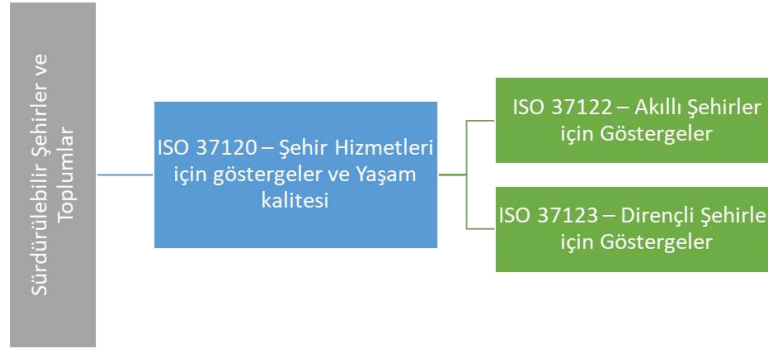 Sürdürülebilir Şehirler ve
Toplumlar
ISO 37120 – Şehir Hizmetleri
için göstergeler ve Yaşam
kalitesi
ISO 37122 – Akıllı Şehirler
için Göstergeler
ISO 37123 – Dirençli Şehirle
için Göstergeler